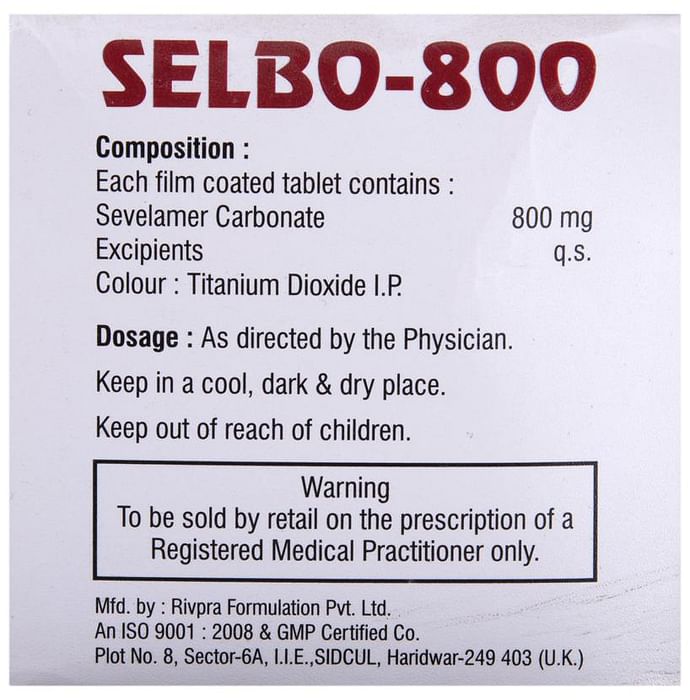 SELBO-800
Composition :
Each film coated tablet contains :
Sevelamer Carbonate 800 mg
Excipients q.s.
Colour : Titanium Dioxide I.P.
Dosage : As directed by the Physician.
Keep in a cool, dark & dry place.
Keep out of reach of children.
Warning
To be sold by retail on the prescription of a
Registered Medical Practitioner only.
Mfd. by : Rivpra Formulation Pvt. Ltd.
An ISO 9001 : 2008 & GMP Certified Co.
Plot No. 8, Sector-6A, I.I.E.,SIDCUL, Haridwar-249 403 (U.K.)